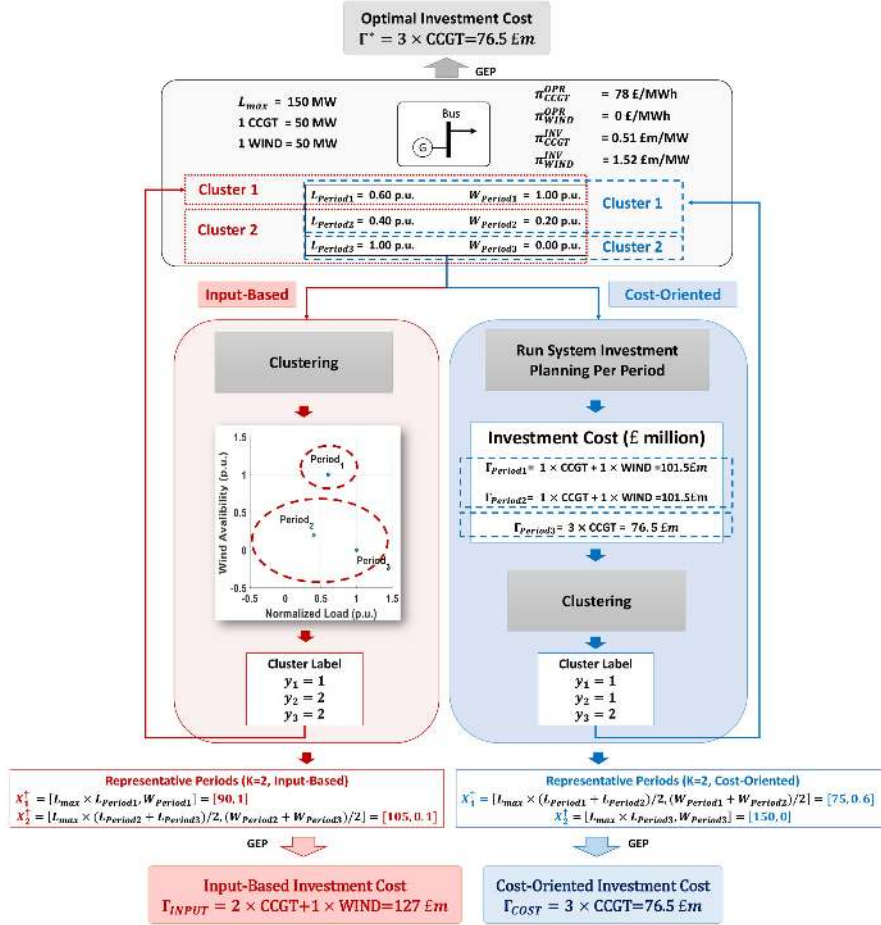 Optimal Investment Cost
Γ* = 3 × CCGT=76.5 £m
GEP
L_max = 150 MW
1 CCGT = 50 MW
1 WIND = 50 MW
Bus
G
π^OPR_CCGT = 78 £/MWh
π^OPR_WIND = 0 £/MWh
π^INV_CCGT = 0.51 £m/MW
π^INV_WIND = 1.52 £m/MW
Cluster 1
L_Period1 = 0.60 p.u. W_Period1 = 1.00 p.u.
Cluster 1
Cluster 2
L_Period2 = 0.40 p.u. W_Period2 = 0.20 p.u.
L_Period3 = 1.00 p.u. W_Period3 = 0.00 p.u.
Cluster 2
Input-Based
Cost-Oriented
Clustering
1.5
1
0.5
0
-0.5
Wind Avalibility (p.u.)
Period1
Period2
Period3
-0.5 0 0.5 1 1.5
Normalized Load (p.u.)
Cluster Label
y1 = 1
y2 = 2
y3 = 2
Run System Investment
Planning Per Period
Investment Cost (£ million)
Γ_Period1= 1 × CCGT + 1 × WIND =101.5£m
Γ_Period2= 1 × CCGT + 1 × WIND =101.5£m
Γ_Period3= 3 × CCGT = 76.5 £m
Clustering
Cluster Label
y1 = 1
y2 = 1
y3 = 2
Representative Periods (K=2, Input-Based)
X†1 = [L_max × L_Period1, W_Period1] = [90,1]
X†2 = [L_max × (L_Period2 + L_Period3)/2, (W_Period2 + W_Period3)/2] = [105,0.1]
GEP
Input-Based Investment Cost
Γ_INPUT = 2 × CCGT+1 × WIND=127 £m
Representative Periods (K=2, Cost-Oriented)
X†1 = [L_max × (L_Period1 + L_Period2)/2, (W_Period1 + W_Period2)/2] = [75,0.6]
X†2 = [L_max × L_Period3, W_Period3] = [150,0]
GEP
Cost-Oriented Investment Cost
Γ_COST = 3 × CCGT=76.5 £m